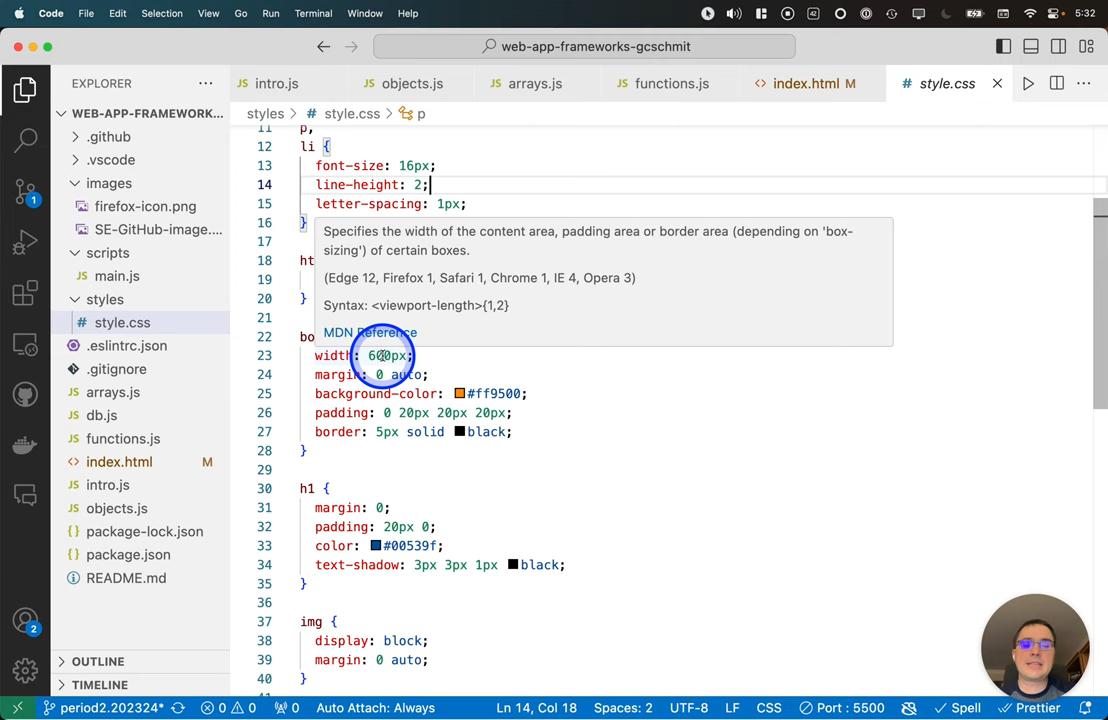 Code File Edit Selection View Go Run Terminal Window Help 5:32
web-app-frameworks-gcschmit
EXPLORER
intro.js objects.js arrays.js functions.js index.html M style.css
styles > style.css > p
WEB-APP-FRAMEWORK...
.github
.vscode
images
firefox-icon.png
SE-GitHub-image....
scripts
main.js
styles
style.css
.eslintrc.json
.gitignore
arrays.js
db.js
functions.js
index.html M
intro.js
objects.js
package-lock.json
package.json
README.md
OUTLINE
TIMELINE
1
2
11 p,
12 li {
13 font-size: 16px;
14 line-height: 2;
15 letter-spacing: 1px;
16 }
17
18 ht
19
20 }
21
22 bo
23 width: 600px;
24 margin: 0 auto;
25 background-color: #ff9500;
26 padding: 0 20px 20px 20px;
27 border: 5px solid black;
28 }
29
30 h1 {
31 margin: 0;
32 padding: 20px 0;
33 color: #00539f;
34 text-shadow: 3px 3px 1px black;
35 }
36
37 img {
38 display: block;
39 margin: 0 auto;
40 }
Specifies the width of the content area, padding area or border area (depending on 'box-
sizing') of certain boxes.
(Edge 12, Firefox 1, Safari 1, Chrome 1, IE 4, Opera 3)
Syntax: <viewport-length>{1,2}
MDN Reference
period2.202324* 0 0 0 Auto Attach: Always Ln 14, Col 18 Spaces: 2 UTF-8 LF CSS Port : 5500 Spell Prettier